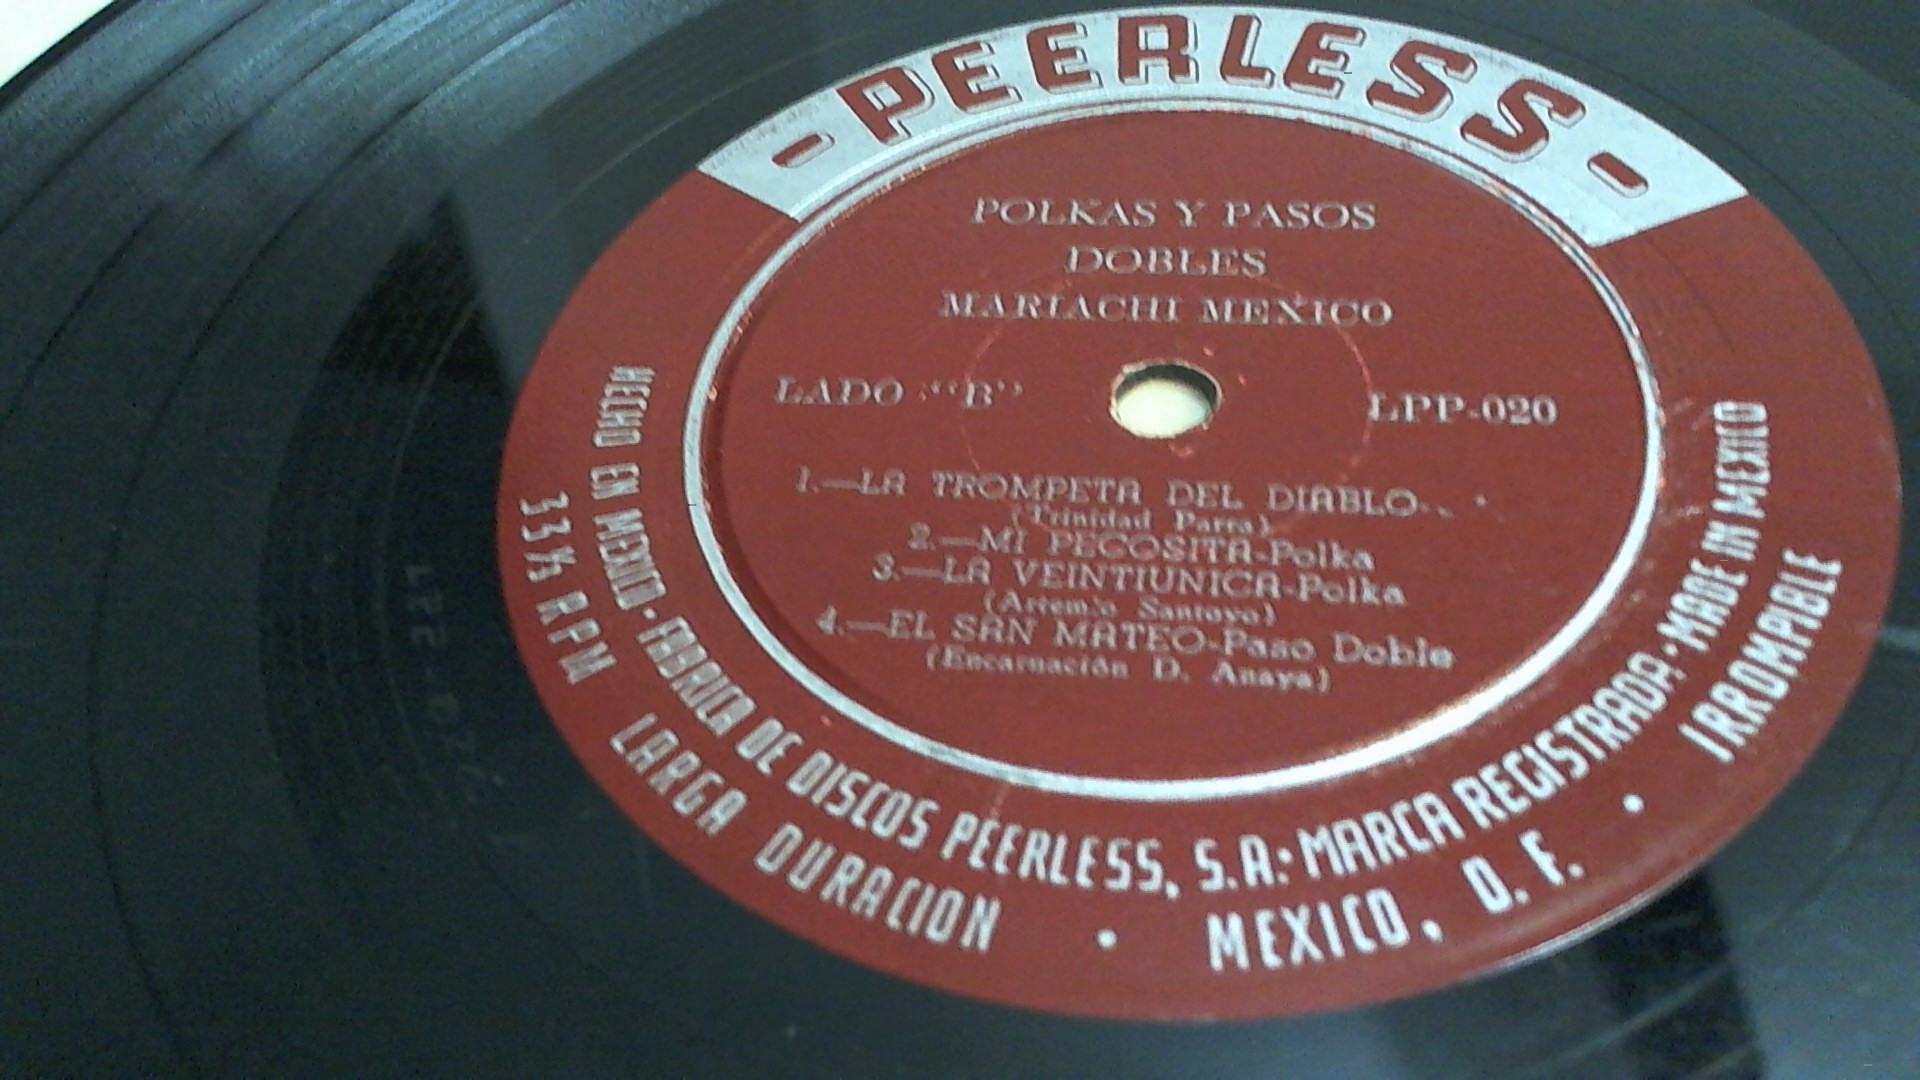 - PEERLESS -
POLKAS Y PASOS
DOBLES
MARIACHI MEXICO
LADO "B"
LPP-020
1.—LA TROMPETA DEL DIABLO-
(Trinidad Parra)
2.—MI PECOSITA-Polka
3.—LA VEINTIUNICA-Polka
(Artemio Santoyo)
4.—EL SAN MATEO-Paso Doble
(Encarnación D. Anaya)
HECHO EN MEXICO - FABRICA DE DISCOS PEERLESS, S.A: MARCA REGISTRADA - MADE IN MEXICO
33⅓ RPM LARGA DURACION • MEXICO, D. F. • IRROMPIBLE